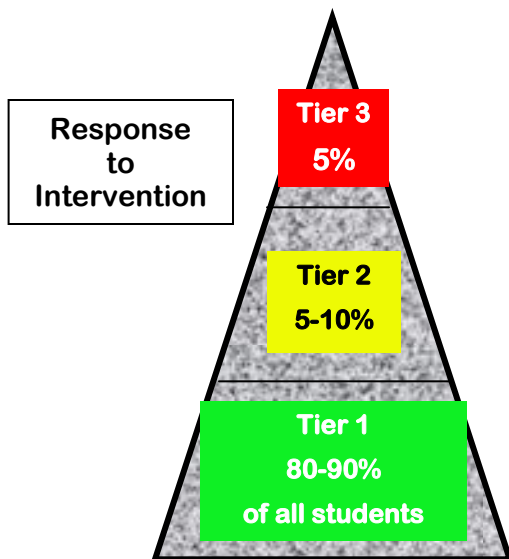 Response
to
Intervention
Tier 3
5%
Tier 2
5-10%
Tier 1
80-90%
of all students